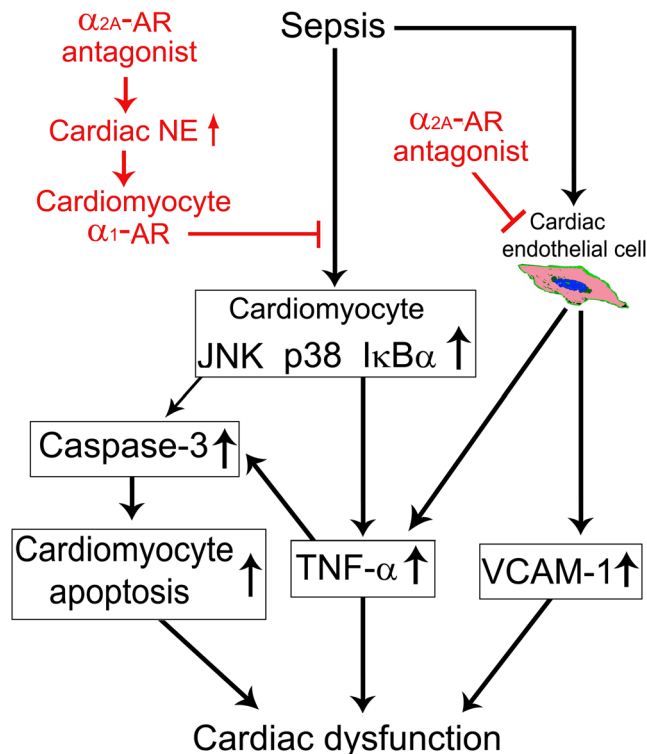 α2A-AR
antagonist
Sepsis
Cardiac NE
α2A-AR
antagonist
Cardiomyocyte
α1-AR
Cardiac
endothelial cell
Cardiomyocyte
JNK p38 IκBα
Caspase-3
Cardiomyocyte
apoptosis
TNF-α
VCAM-1
Cardiac dysfunction